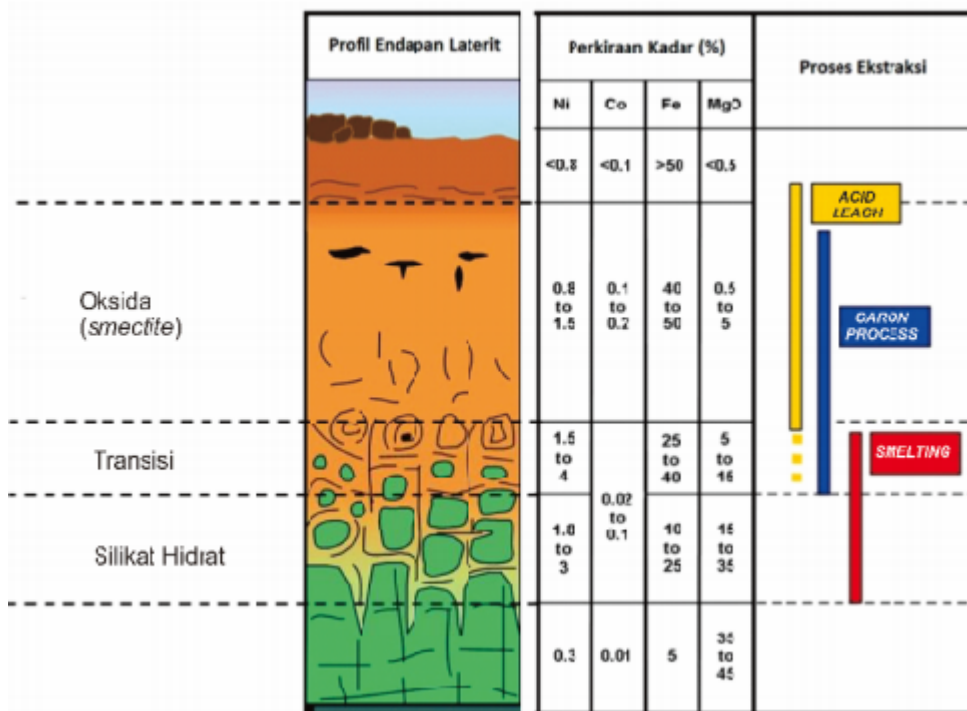 Profil Endapan Laterit
Perkiraan Kadar (%)
Proses Ekstraksi
Ni Co Fe MgO
<0.8 <0.1 >50 <0.5
ACID
LEACH
Oksida
(smectite)
0.8
to
1.5
0.1
to
0.2
40
to
50
0.5
to
5
CARON
PROCESS
Transisi
1.5
to
4
25
to
40
5
to
15
SMELTING
0.02
to
0.1
Silikat Hidrat
1.8
to
3
10
to
25
15
to
35
0.3 0.01 5
35
to
45